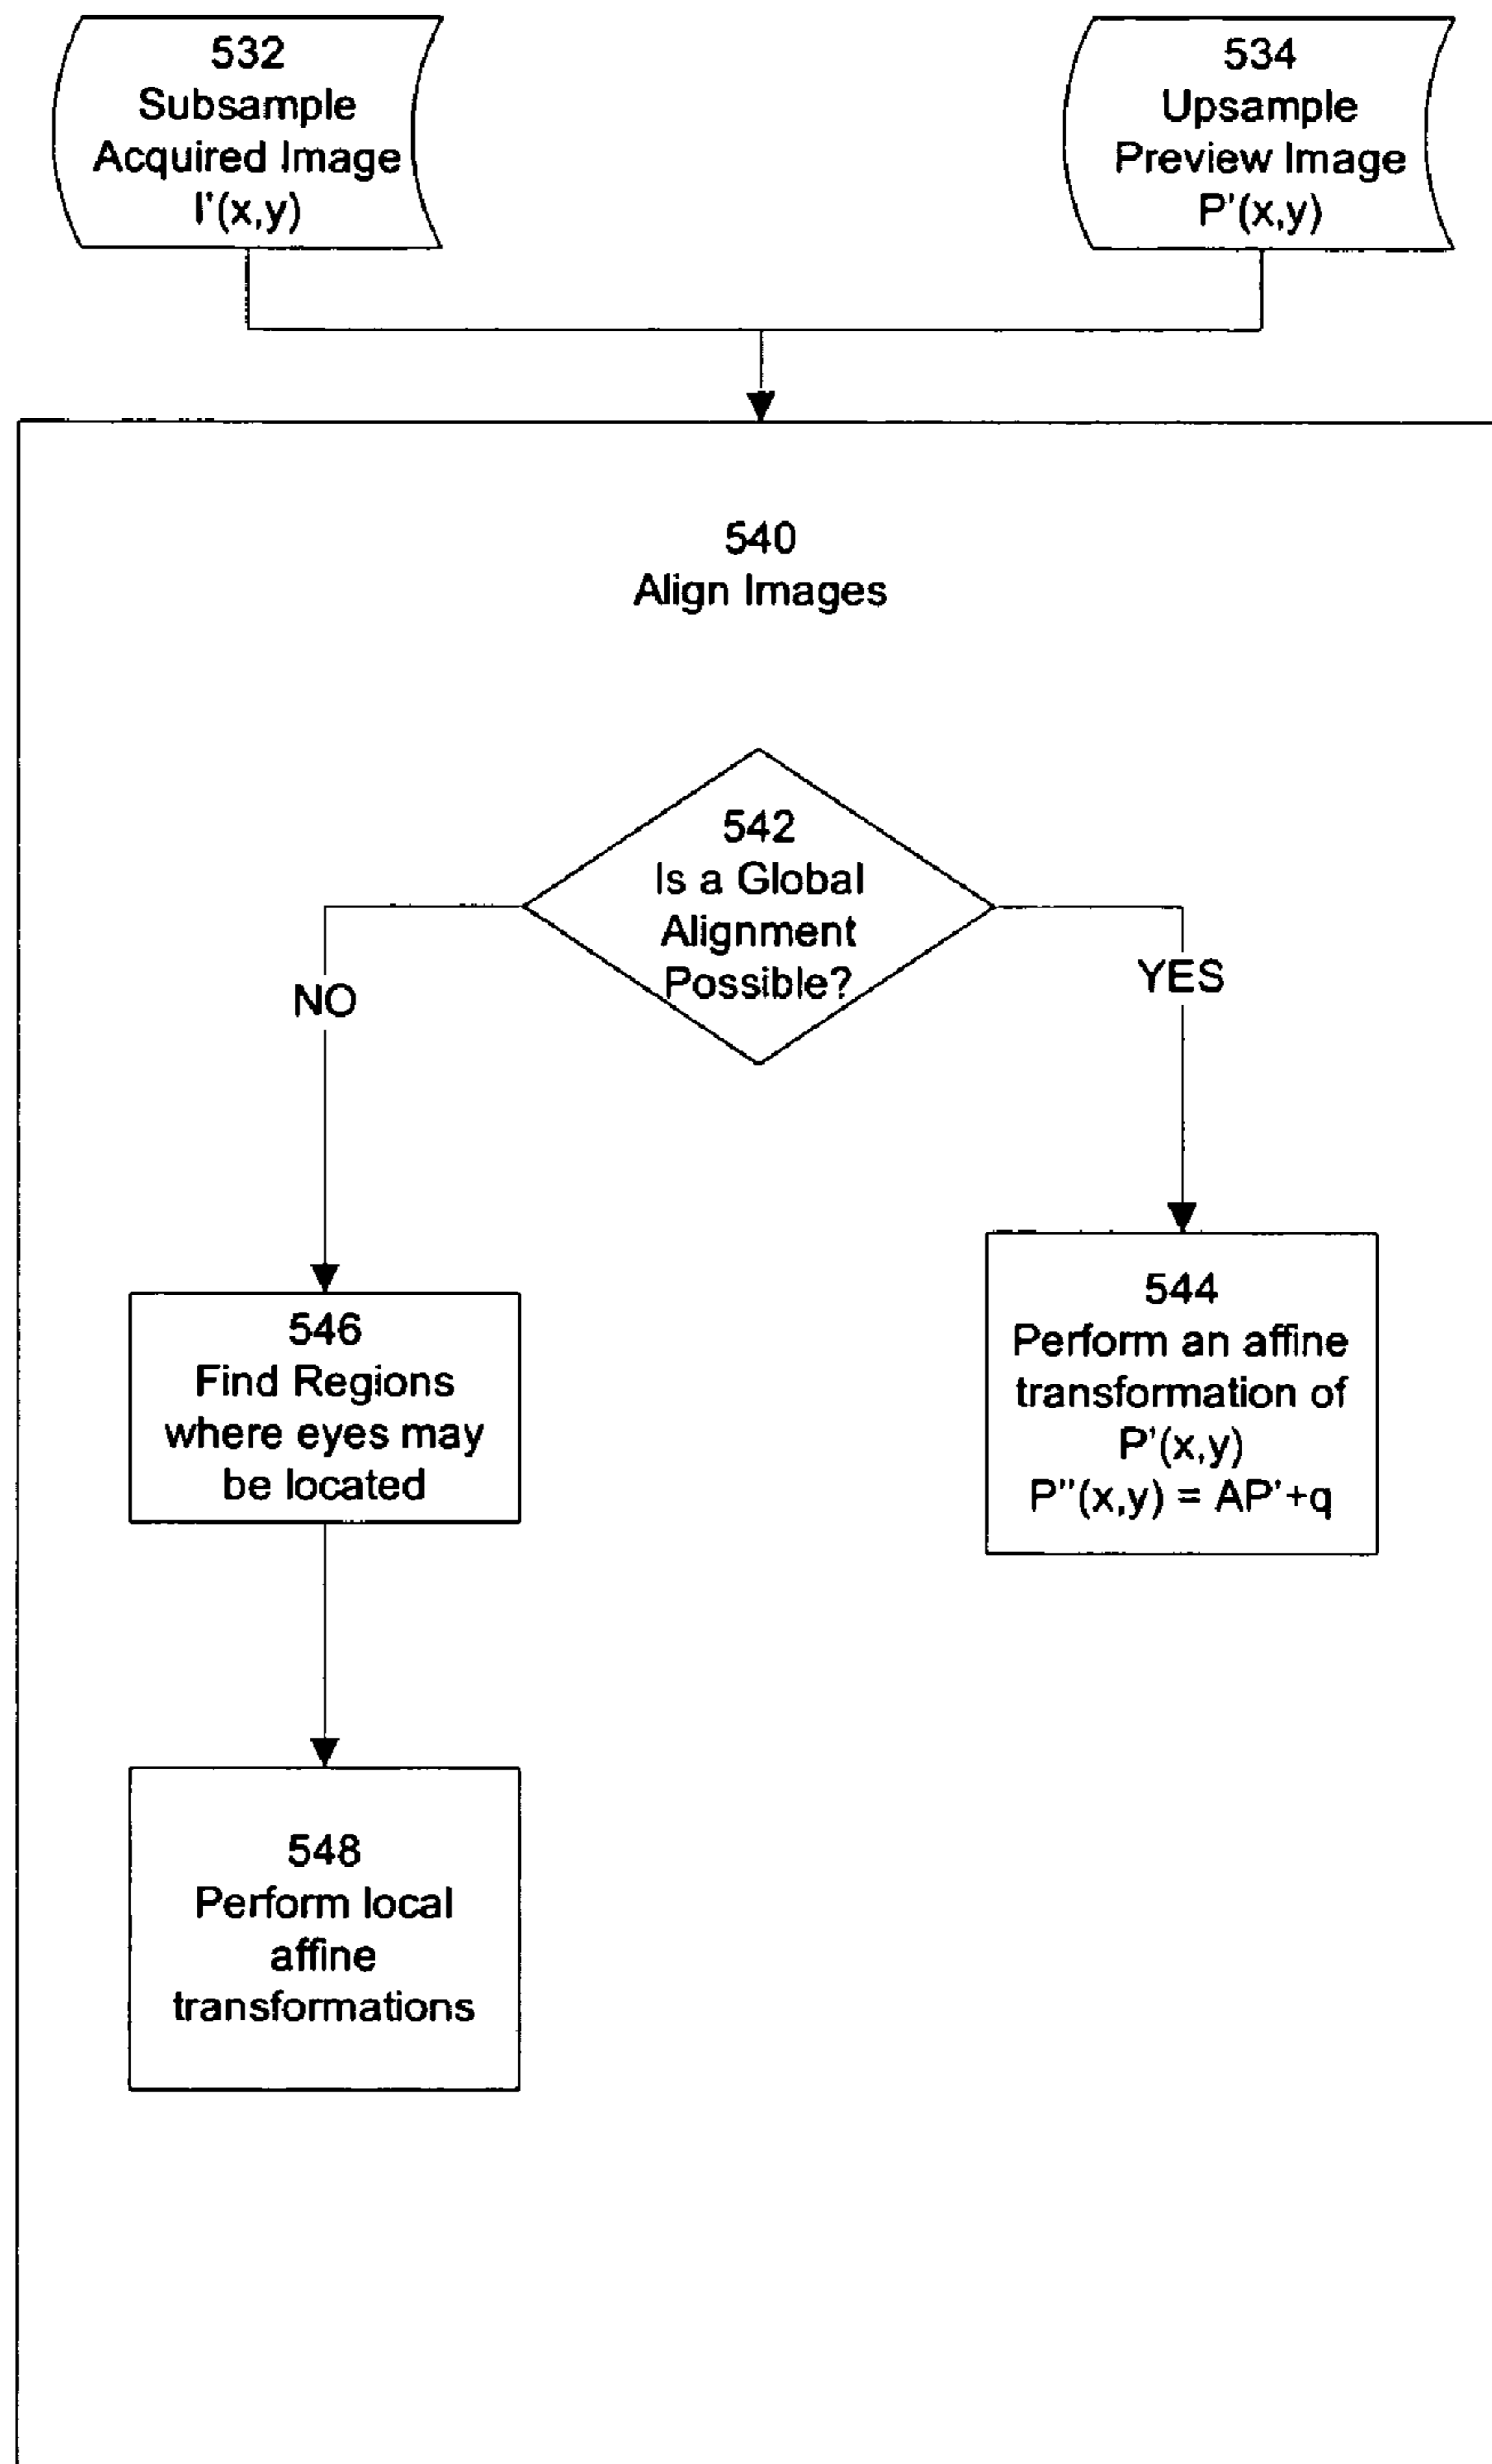 532
Subsample
Acquired Image
I'(x,y)
534
Upsample
Preview Image
P'(x,y)
540
Align Images
542
Is a Global
Alignment
Possible?
NO
YES
546
Find Regions
where eyes may
be located
544
Perform an affine
transformation of
P'(x,y)
P''(x,y) = AP'+q
548
Perform local
affine
transformations